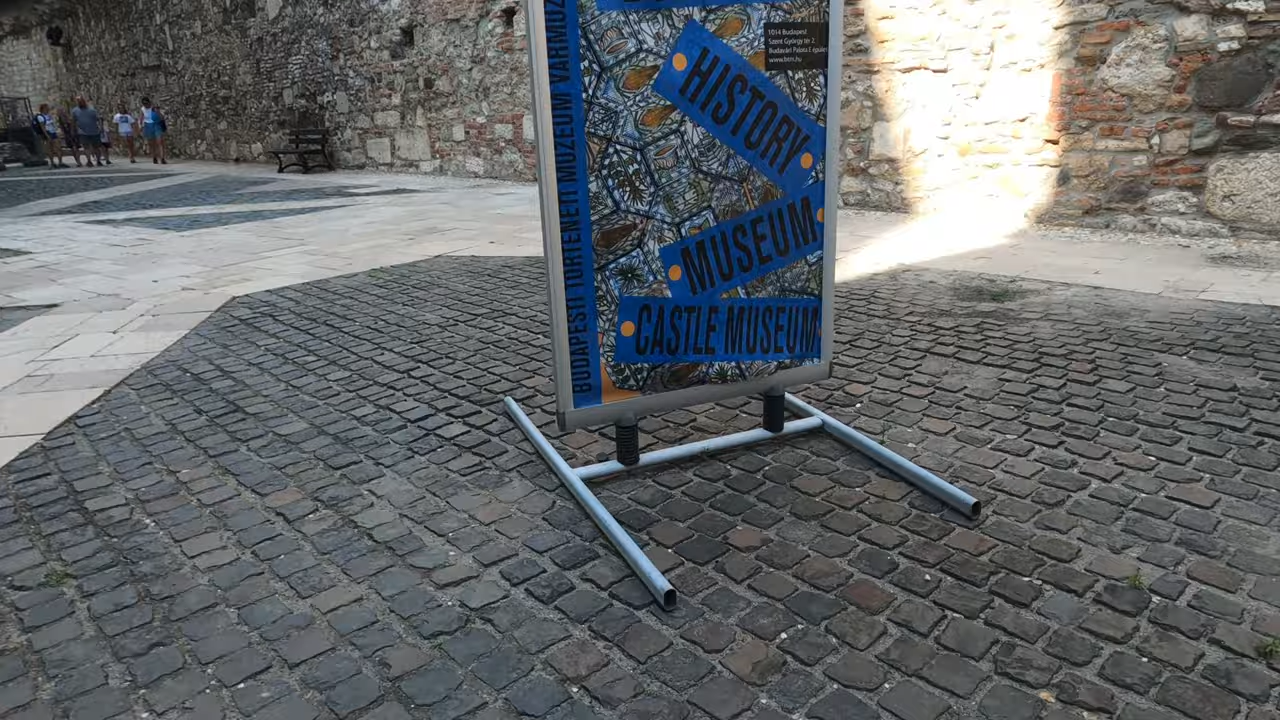 1014 Budapest
Szent György tér 2
Budavári Palota E épület
www.btm.hu
HISTORY
MUSEUM
CASTLE MUSEUM
BUDAPESTI TÖRTÉNETI MÚZEUM VÁRMÚZ